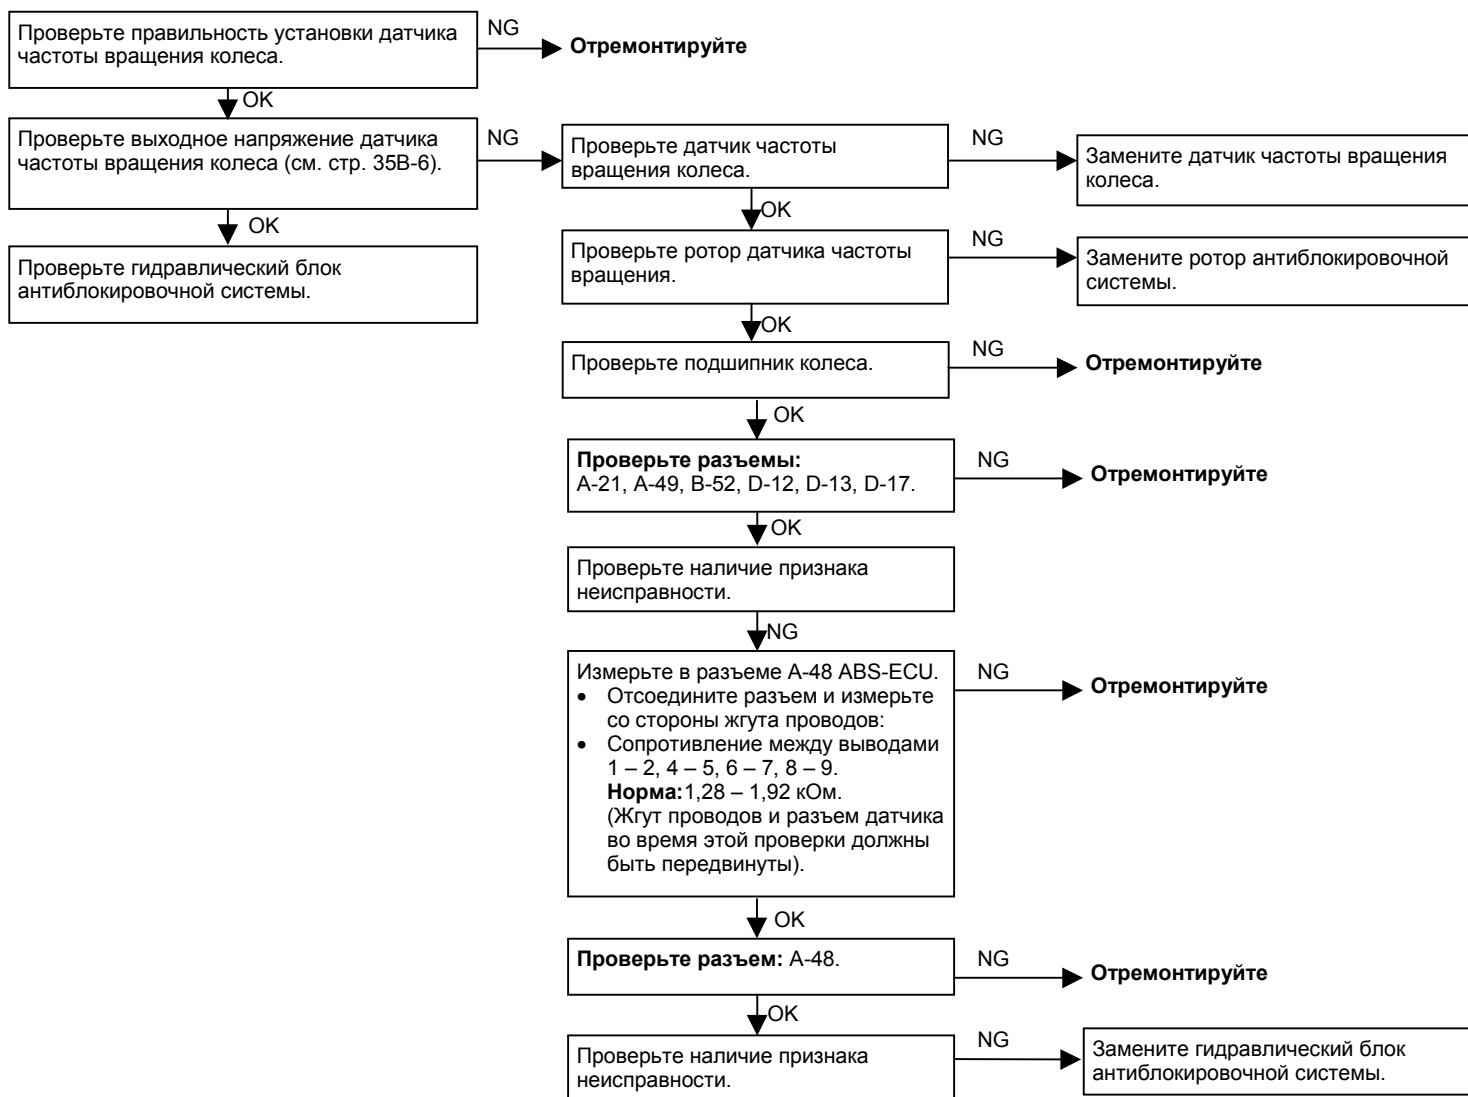 Проверьте правильность установки датчика
частоты вращения колеса.
NG
Отремонтируйте
OK
Проверьте выходное напряжение датчика
частоты вращения колеса (см. стр. 35B-6).
NG
Проверьте датчик частоты
вращения колеса.
NG
Замените датчик частоты вращения
колеса.
OK
Проверьте гидравлический блок
антиблокировочной системы.
OK
Проверьте ротор датчика частоты
вращения.
NG
Замените ротор антиблокировочной
системы.
OK
Проверьте подшипник колеса.
NG
Отремонтируйте
OK
Проверьте разъемы:
A-21, A-49, B-52, D-12, D-13, D-17.
NG
Отремонтируйте
OK
Проверьте наличие признака
неисправности.
NG
Измерьте в разъеме A-48 ABS-ECU.
• Отсоедините разъем и измерьте
со стороны жгута проводов:
• Сопротивление между выводами
1 – 2, 4 – 5, 6 – 7, 8 – 9.
Норма:1,28 – 1,92 кОм.
(Жгут проводов и разъем датчика
во время этой проверки должны
быть передвинуты).
NG
Отремонтируйте
OK
Проверьте разъем: A-48.
NG
Отремонтируйте
OK
Проверьте наличие признака
неисправности.
NG
Замените гидравлический блок
антиблокировочной системы.